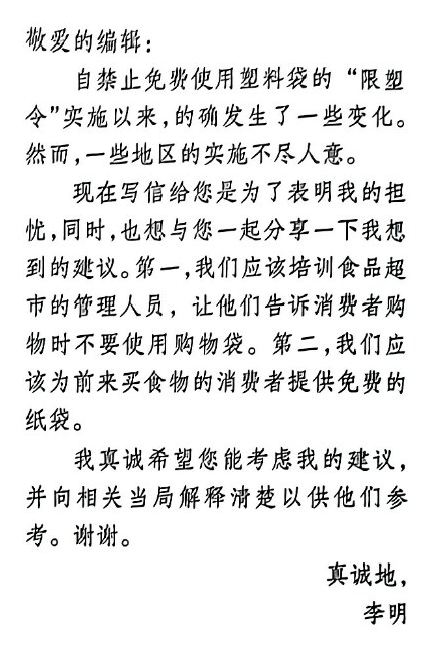 敬爱的编辑:
自禁止免费使用塑料袋的“限塑
令”实施以来,的确发生了一些变化。
然而,一些地区的实施不尽人意。
现在写信给您是为了表明我的担
忧,同时,也想与您一起分享一下我想
到的建议。第一,我们应该培训食品超
市的管理人员，让他们告诉消费者购
物时不要使用购物袋。第二,我们应
该为前来买食物的消费者提供免费的
纸袋。
我真诚希望您能考虑我的建议,
并向相关当局解释清楚以供他们参
考。谢谢。
真诚地,
李明